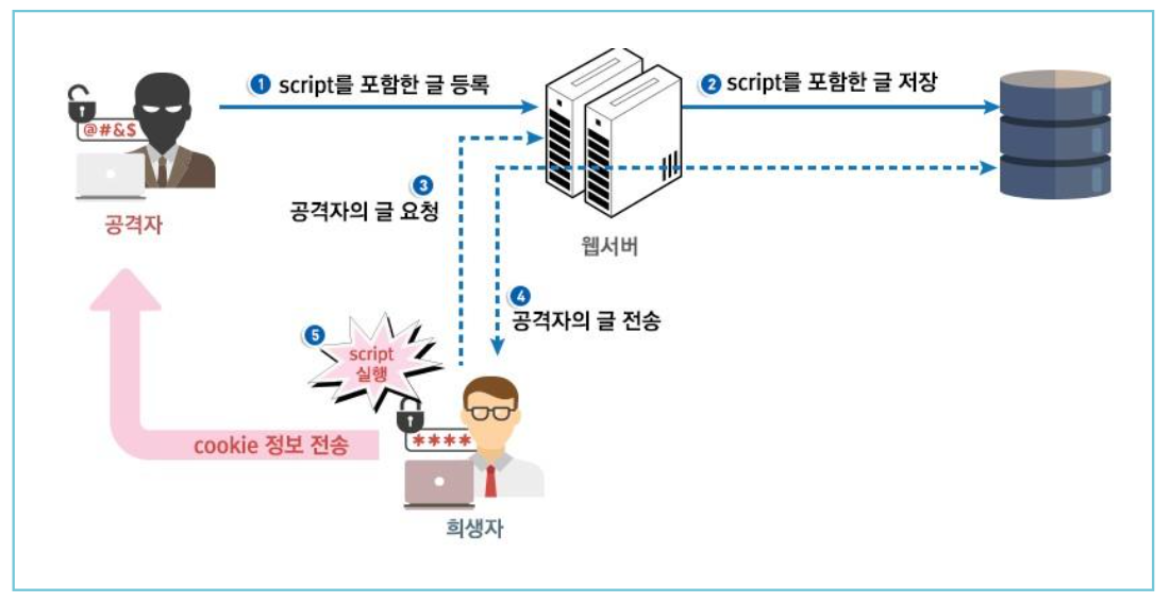 1 script를 포함한 글 등록
2 script를 포함한 글 저장
@#&$
공격자
3
공격자의 글 요청
웹서버
4
공격자의 글 전송
5
script
실행
****
cookie 정보 전송
희생자